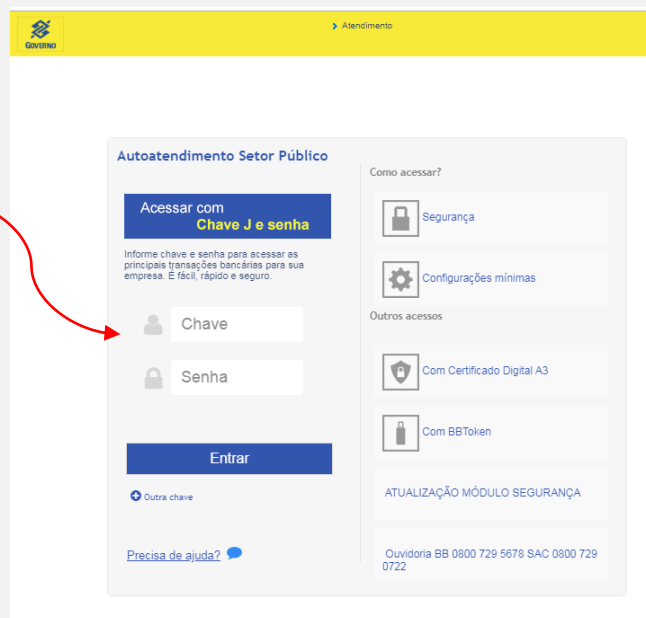 GOVERNO
Atendimento
Autoatendimento Setor Público
Acessar com
Chave J e senha
Informe chave e senha para acessar as
principais transações bancárias para sua
empresa. É fácil, rápido e seguro.
Chave
Senha
Entrar
Outra chave
Precisa de ajuda?
Como acessar?
Segurança
Configurações mínimas
Outros acessos
Com Certificado Digital A3
Com BBToken
ATUALIZAÇÃO MÓDULO SEGURANÇA
Ouvidoria BB 0800 729 5678 SAC 0800 729
0722